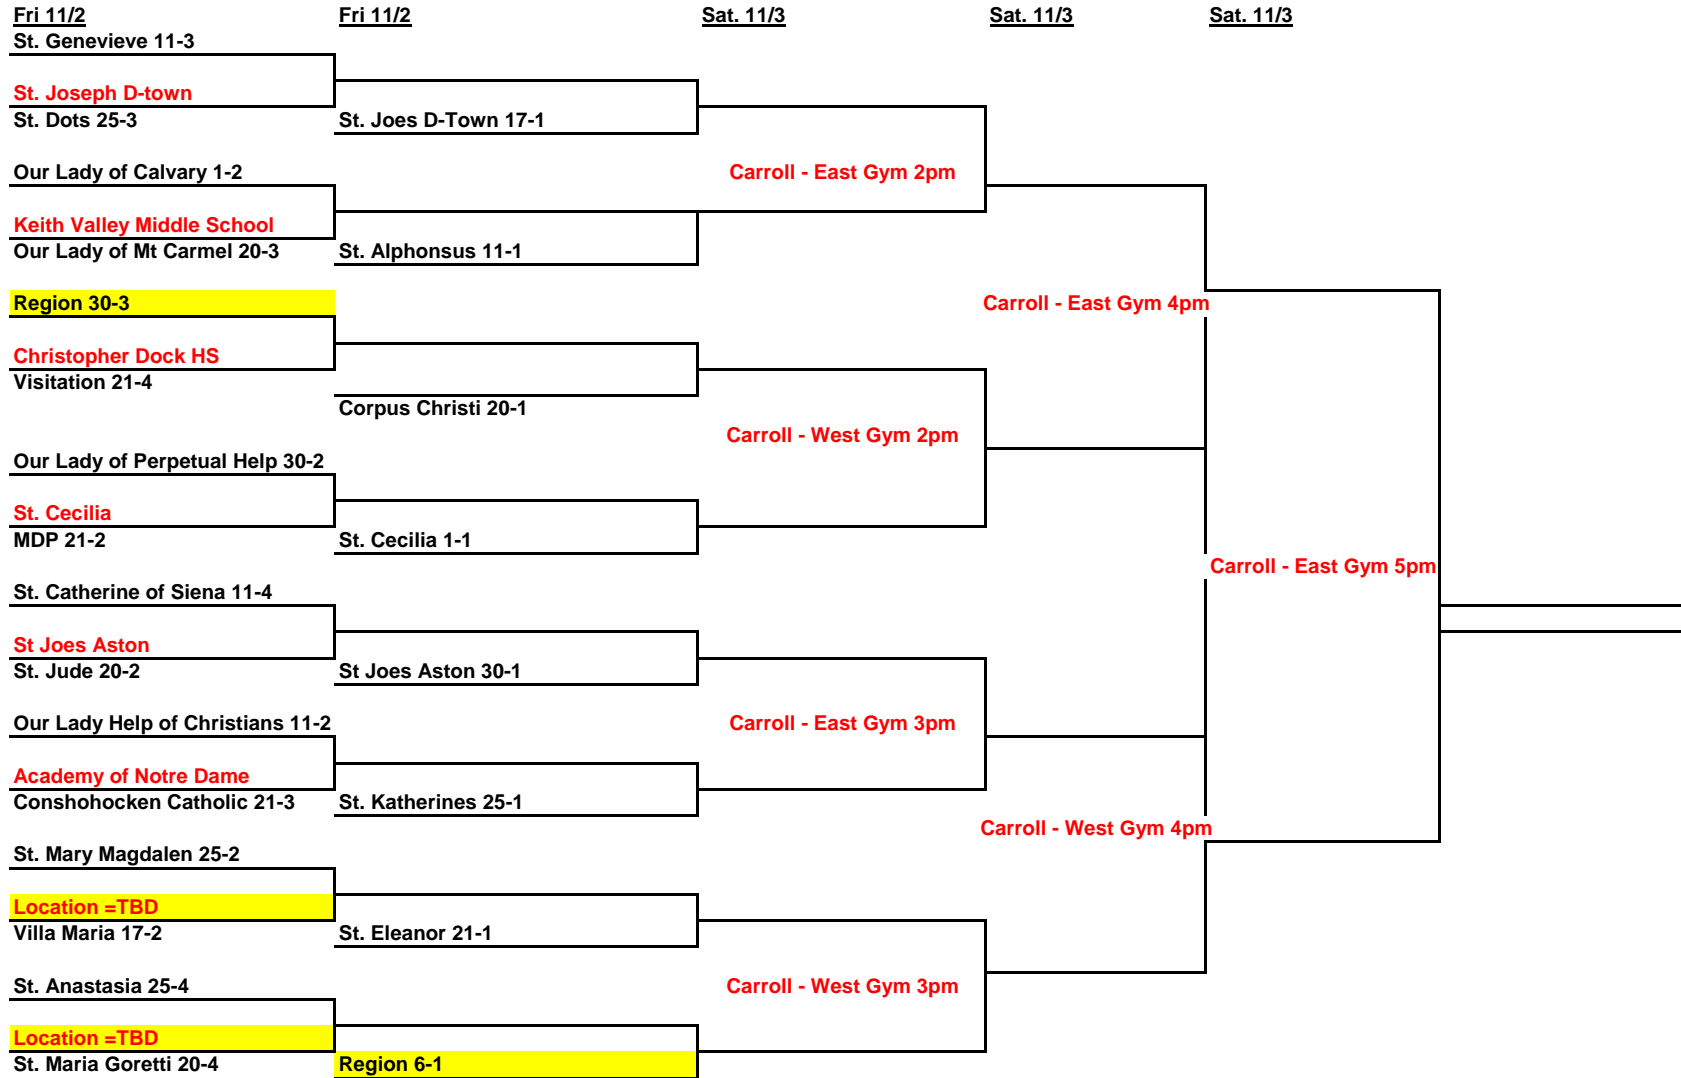 Fri 11/2
Fri 11/2
Sat. 11/3
Sat. 11/3
Sat. 11/3
St. Genevieve 11-3
St. Joseph D-town
St. Dots 25-3
St. Joes D-Town 17-1
Our Lady of Calvary 1-2
Carroll - East Gym 2pm
Keith Valley Middle School
Our Lady of Mt Carmel 20-3
St. Alphonsus 11-1
Region 30-3
Carroll - East Gym 4pm
Christopher Dock HS
Visitation 21-4
Corpus Christi 20-1
Carroll - West Gym 2pm
Our Lady of Perpetual Help 30-2
St. Cecilia
MDP 21-2
St. Cecilia 1-1
Carroll - East Gym 5pm
St. Catherine of Siena 11-4
St Joes Aston
St. Jude 20-2
St Joes Aston 30-1
Our Lady Help of Christians 11-2
Carroll - East Gym 3pm
Academy of Notre Dame
Conshohocken Catholic 21-3
St. Katherines 25-1
Carroll - West Gym 4pm
St. Mary Magdalen 25-2
Location =TBD
Villa Maria 17-2
St. Eleanor 21-1
St. Anastasia 25-4
Carroll - West Gym 3pm
Location =TBD
St. Maria Goretti 20-4
Region 6-1